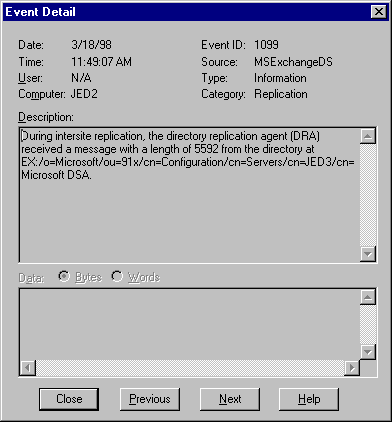 Event Detail
Date: 3/18/98 Event ID: 1099
Time: 11:49:07 AM Source: MSExchangeDS
User: N/A Type: Information
Computer: JED2 Category: Replication
Description:
During intersite replication, the directory replication agent (DRA)
received a message with a length of 5592 from the directory at
EX:/o=Microsoft/ou=91x/cn=Configuration/cn=Servers/cn=JED3/cn=
Microsoft DSA.
Data: Bytes Words
Close Previous Next Help